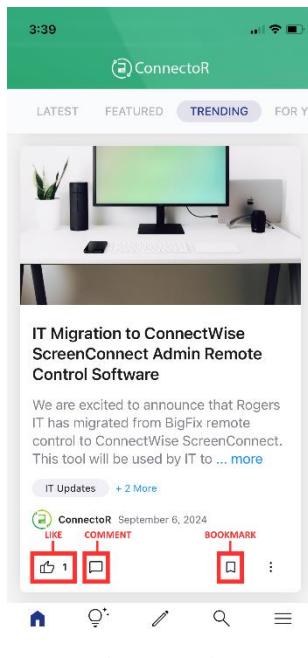 3:39
ConnectoR
LATEST FEATURED TRENDING FOR Y
IT Migration to ConnectWise
ScreenConnect Admin Remote
Control Software
We are excited to announce that Rogers
IT has migrated from BigFix remote
control to ConnectWise ScreenConnect.
This tool will be used by IT to ... more
IT Updates + 2 More
ConnectoR September 6, 2024
LIKE COMMENT BOOKMARK
1